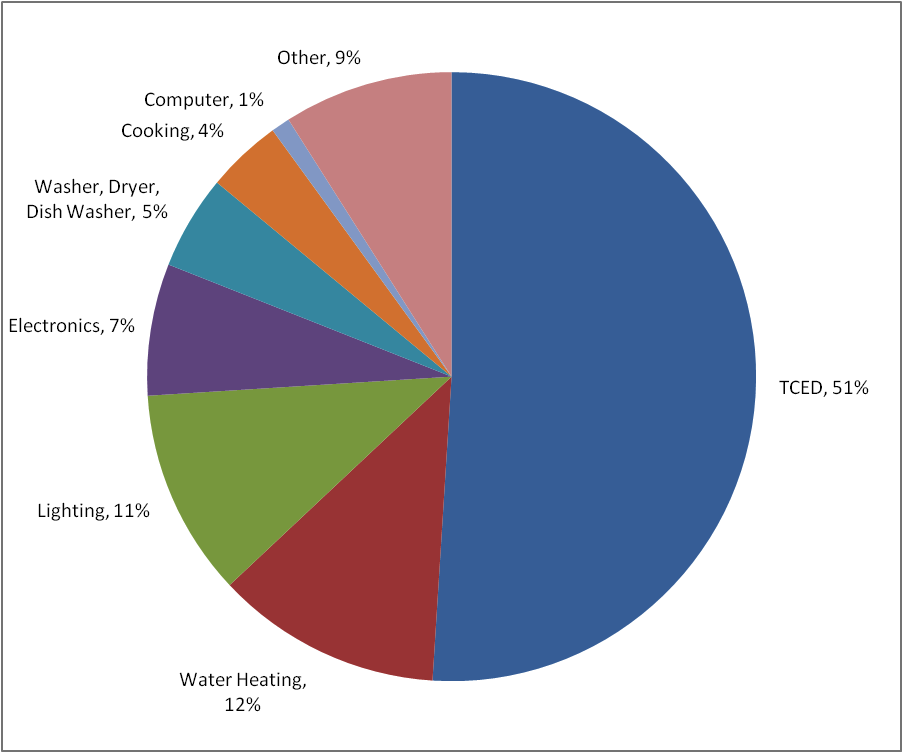 Other, 9%
Computer, 1%
Cooking, 4%
Washer, Dryer,
Dish Washer, 5%
Electronics, 7%
TCED, 51%
Lighting, 11%
Water Heating,
12%